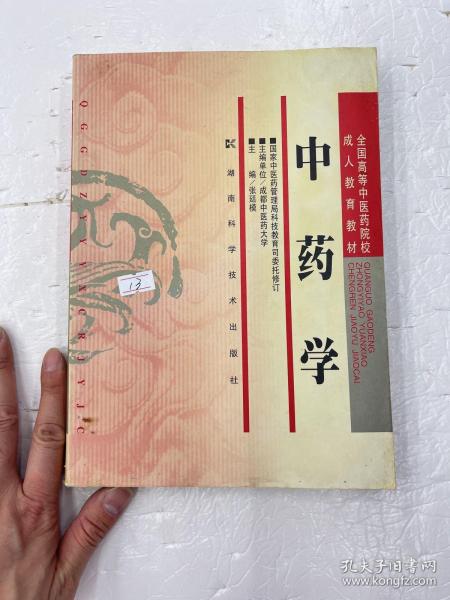 全国高等中医药院校
成人教育教材
QUANGUO GAODENG
ZHONGYIYAO YUANXIAO
CHENGREN JIAOYU JIAOCAI
中药学
■国家中医药管理局科技教育司委托修订
■主编单位/成都中医药大学
■主 编/张廷模
湖南科学技术出版社
13
孔夫子旧书网
www.kongfz.com